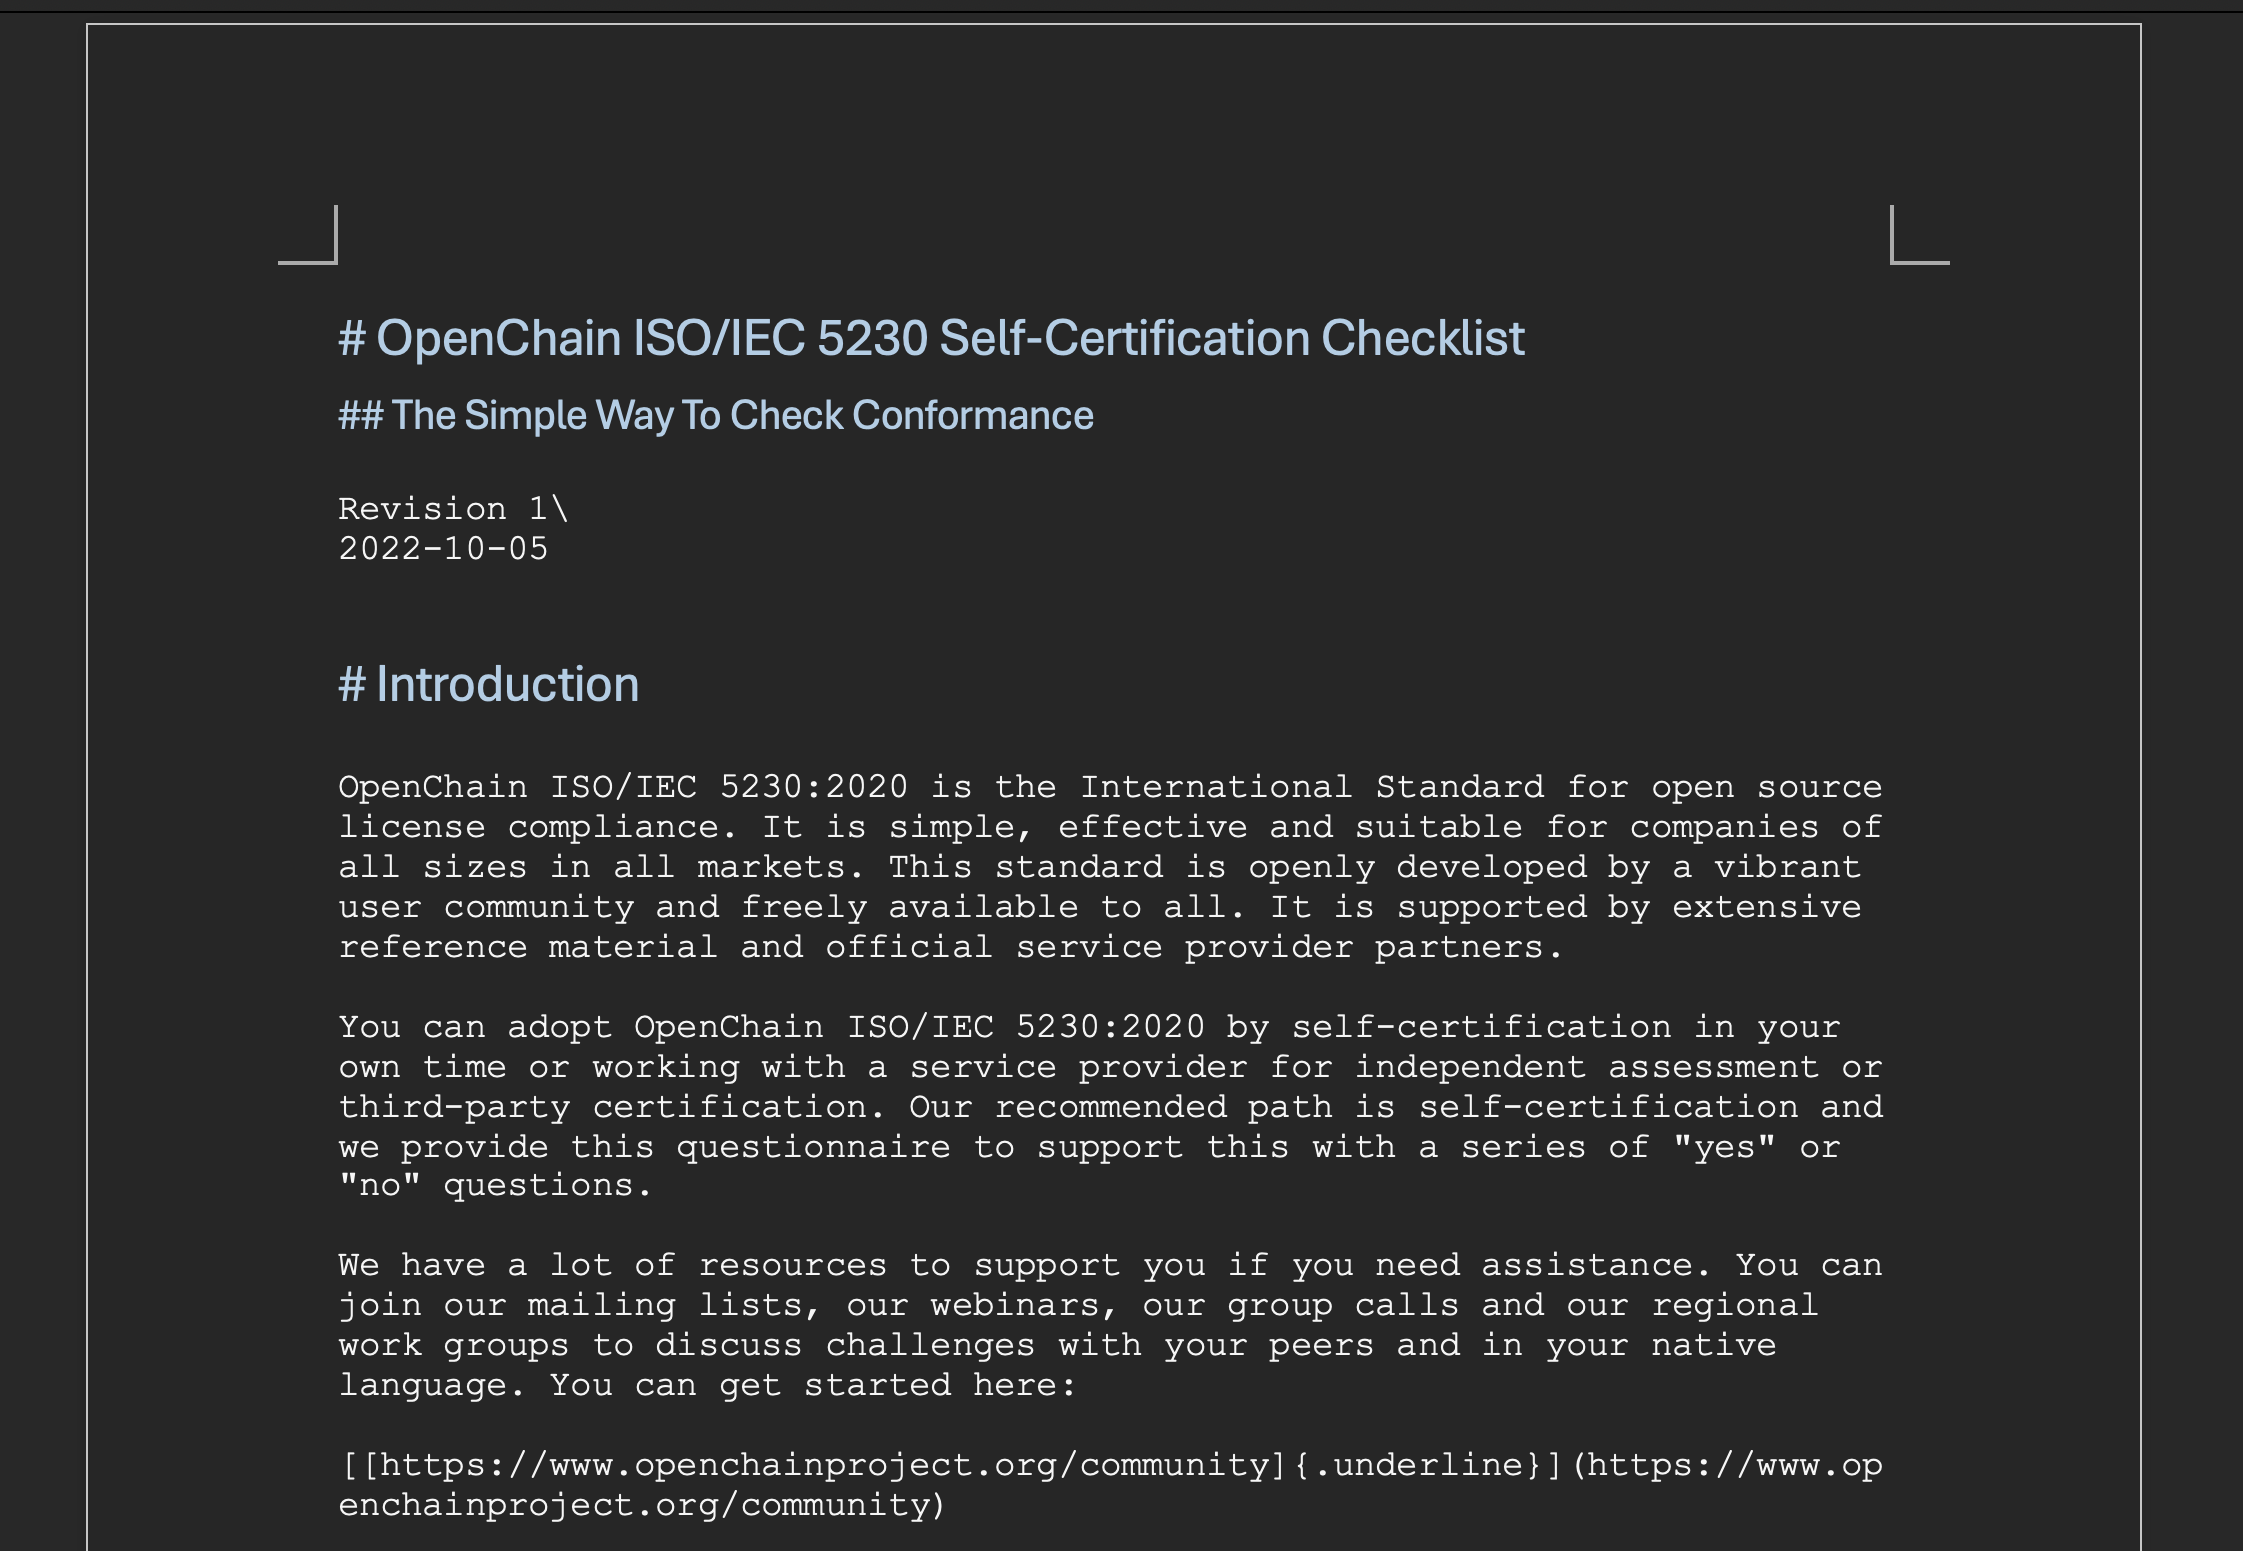 # OpenChain ISO/IEC 5230 Self-Certification Checklist
## The Simple Way To Check Conformance
Revision 1\
2022-10-05
# Introduction
OpenChain ISO/IEC 5230:2020 is the International Standard for open source
license compliance. It is simple, effective and suitable for companies of
all sizes in all markets. This standard is openly developed by a vibrant
user community and freely available to all. It is supported by extensive
reference material and official service provider partners.
You can adopt OpenChain ISO/IEC 5230:2020 by self-certification in your
own time or working with a service provider for independent assessment or
third-party certification. Our recommended path is self-certification and
we provide this questionnaire to support this with a series of "yes" or
"no" questions.
We have a lot of resources to support you if you need assistance. You can
join our mailing lists, our webinars, our group calls and our regional
work groups to discuss challenges with your peers and in your native
language. You can get started here:
[[https://www.openchainproject.org/community]{.underline}](https://www.op
enchainproject.org/community)